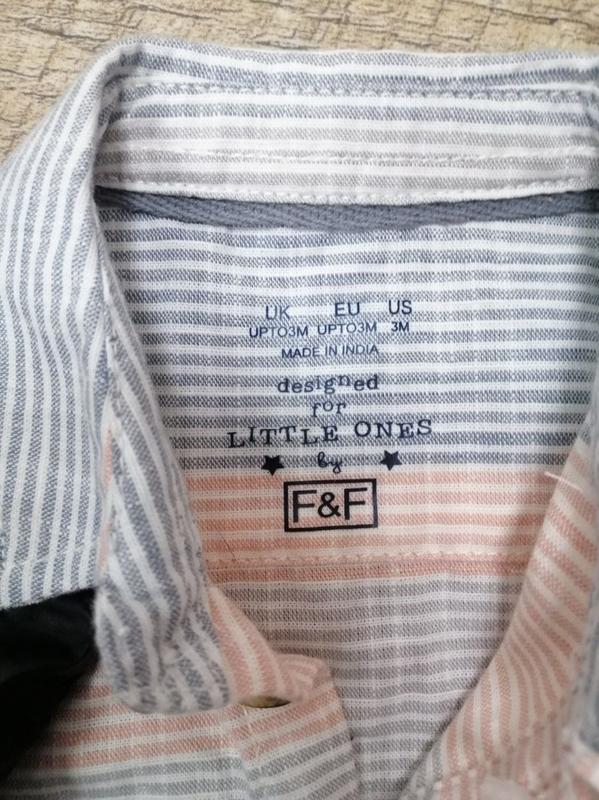 UK EU US
UPTO3M UPTO3M 3M
MADE IN INDIA
designed
for
LITTLE ONES
by
F&F